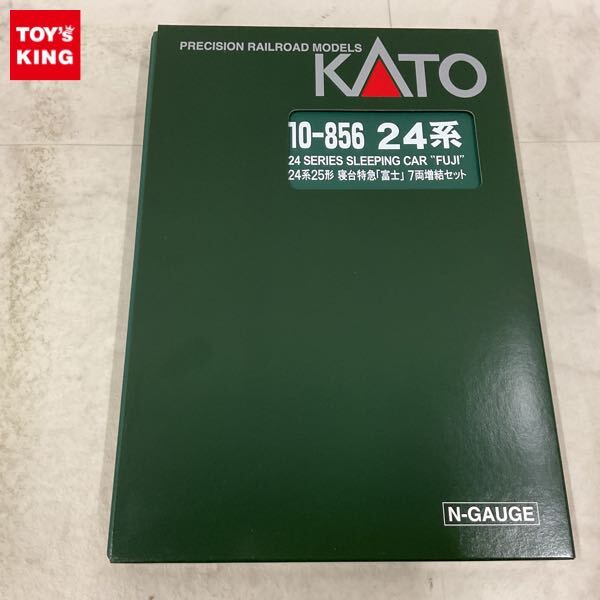 TOY's
KING
PRECISION RAILROAD MODELS
KATO
10-856 24系
24 SERIES SLEEPING CAR "FUJI"
24系25形 寝台特急「富士」 7両増結セット
N-GAUGE